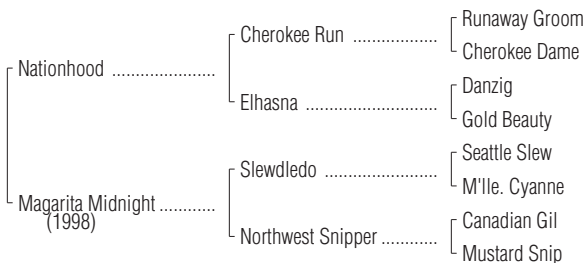 Runaway Groom
Cherokee Run ..................
Cherokee Dame
Nationhood ......................
Danzig
Elhasna ............................
Gold Beauty
Seattle Slew
Slewdledo ........................
M'lle. Cyanne
Magarita Midnight ............
(1998)
Canadian Gil
Northwest Snipper ............
Mustard Snip